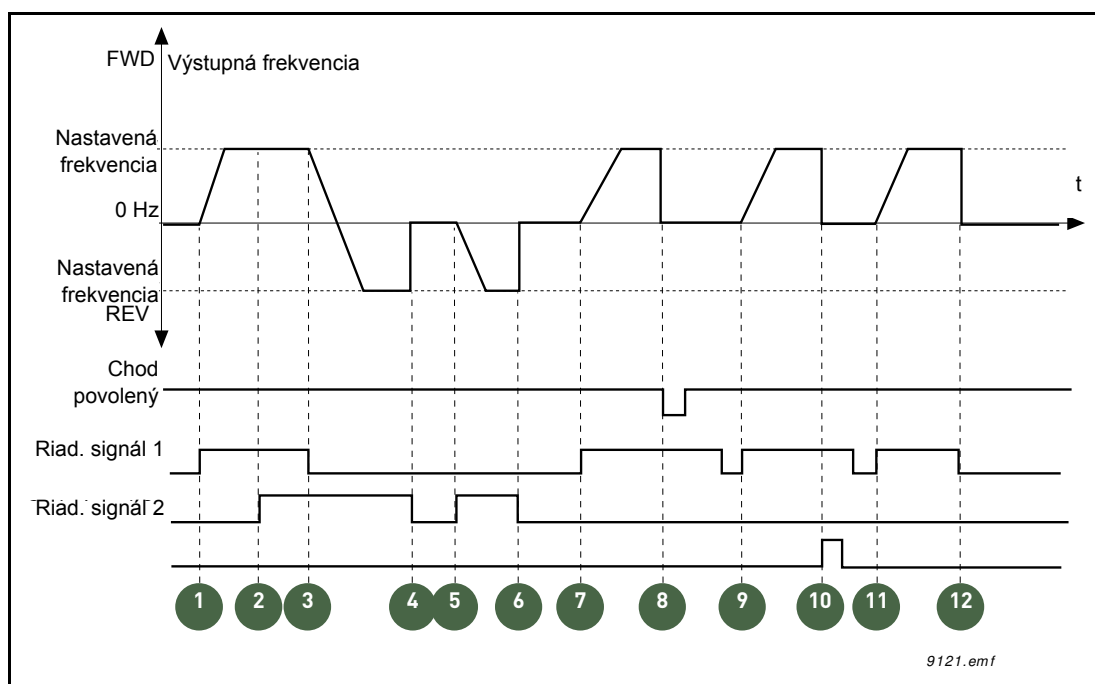 FWD
Výstupná frekvencia
Nastavená
frekvencia
t
0 Hz
Nastavená
frekvencia
REV
Chod
povolený
Riad. signál 1
Riad. signál 2
1 2 3 4 5 6 7 8 9 10 11 12
9121.emf